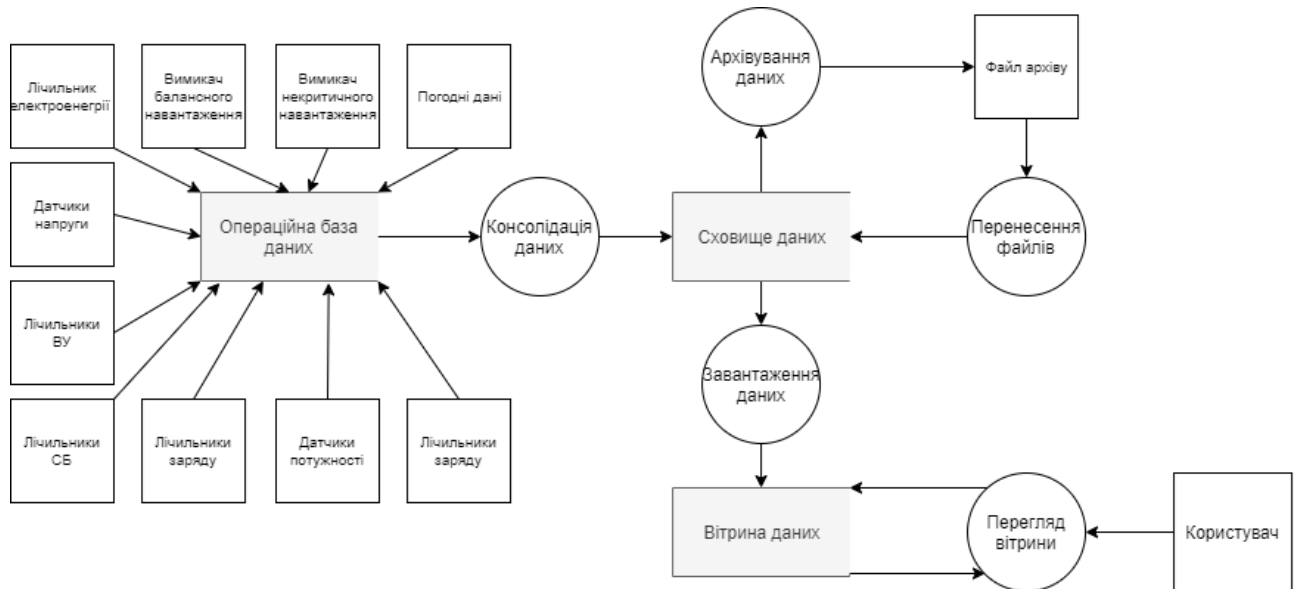 Лічильник
електроенегрії
Вимикач
балансного
навантаження
Вимикач
некритичного
навантаження
Погодні дані
Архівування
даних
Файл архіву
Датчики
напруги
Операційна база
даних
Консолідація
даних
Сховище даних
Перенесення
файлів
Лічильники
ВУ
Завантаження
даних
Лічильники
СБ
Лічильники
заряду
Датчики
потужності
Лічильники
заряду
Вітрина даних
Перегляд
вітрини
Користувач